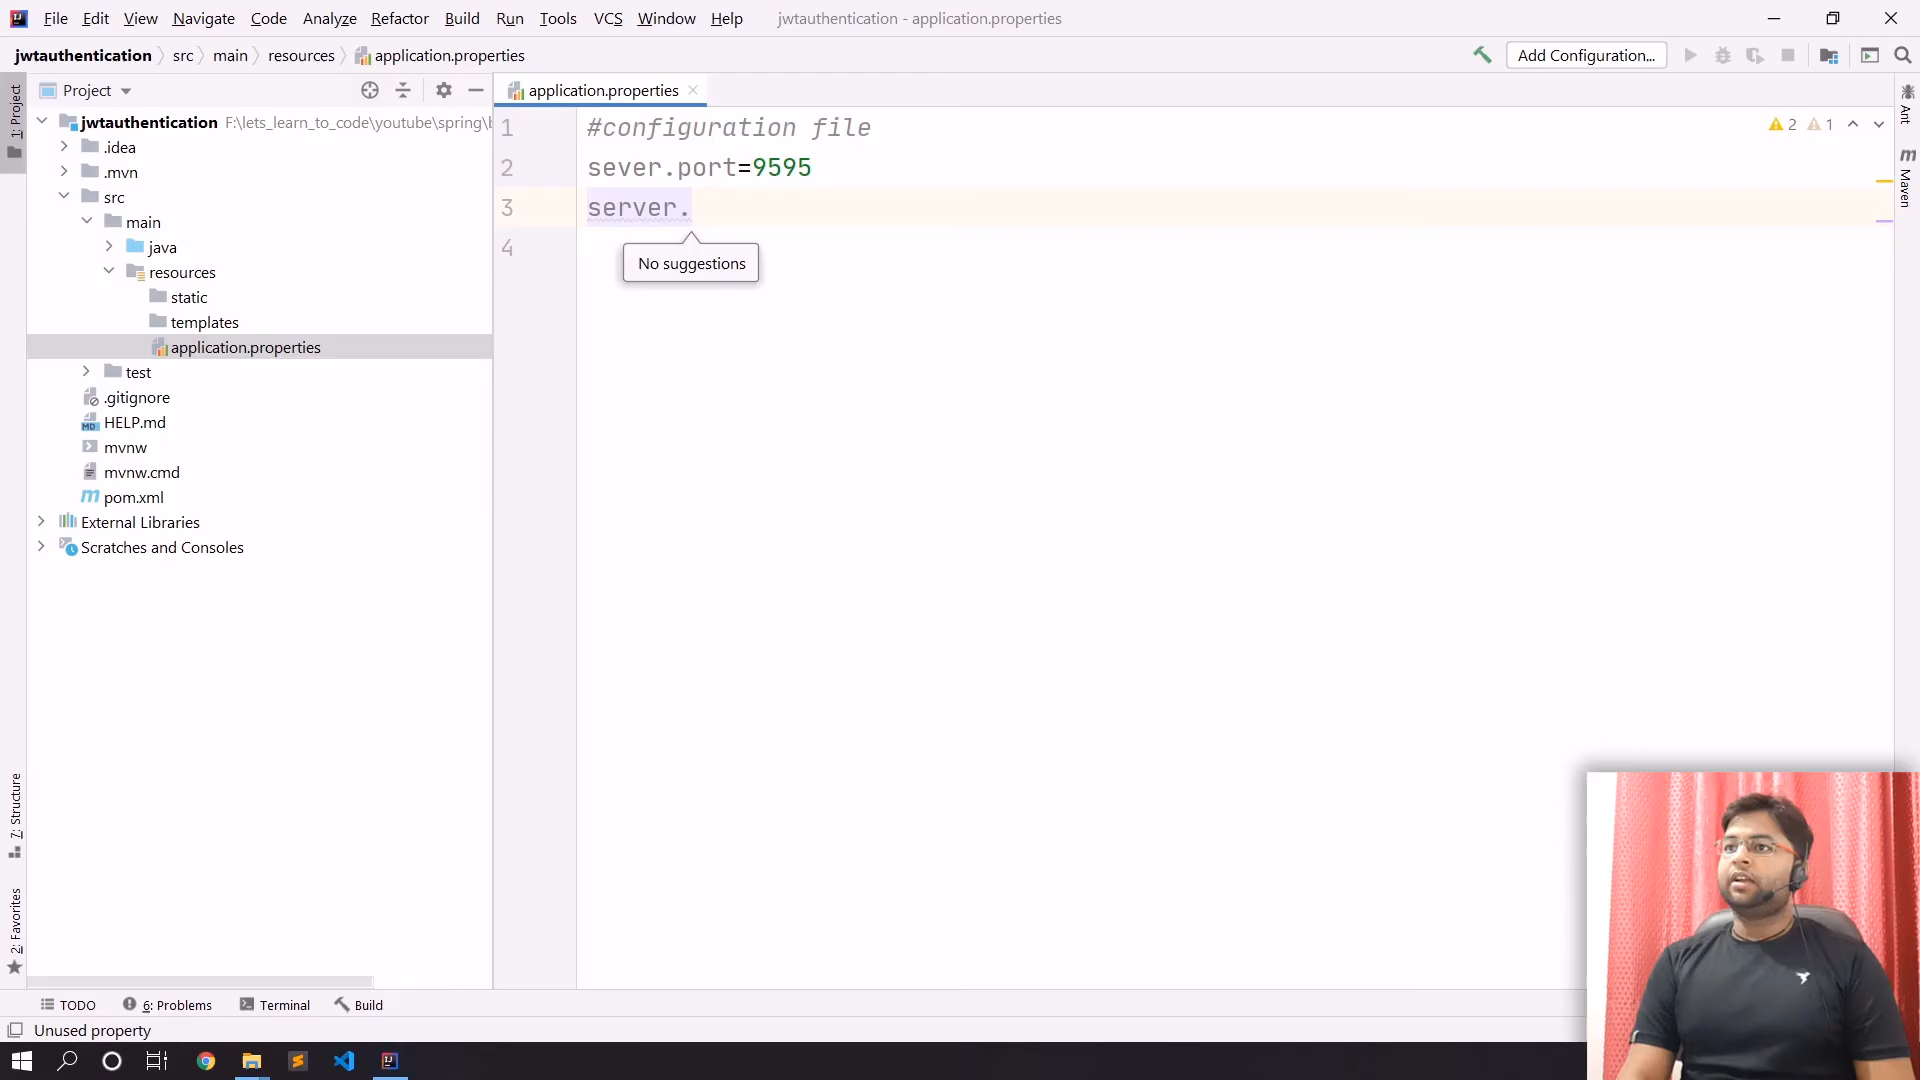 File Edit View Navigate Code Analyze Refactor Build Run Tools VCS Window Help jwtauthentication - application.properties
jwtauthentication src main resources application.properties Add Configuration...
Project
application.properties
1: Project
jwtauthentication F:\lets_learn_to_code\youtube\spring\b
.idea
.mvn
src
main
java
resources
static
templates
application.properties
test
.gitignore
HELP.md
mvnw
mvnw.cmd
pom.xml
External Libraries
Scratches and Consoles
1 #configuration file
2 sever.port=9595
3 server.
4
No suggestions
2 1
Ant
Maven
7: Structure
2: Favorites
TODO 6: Problems Terminal Build
Unused property